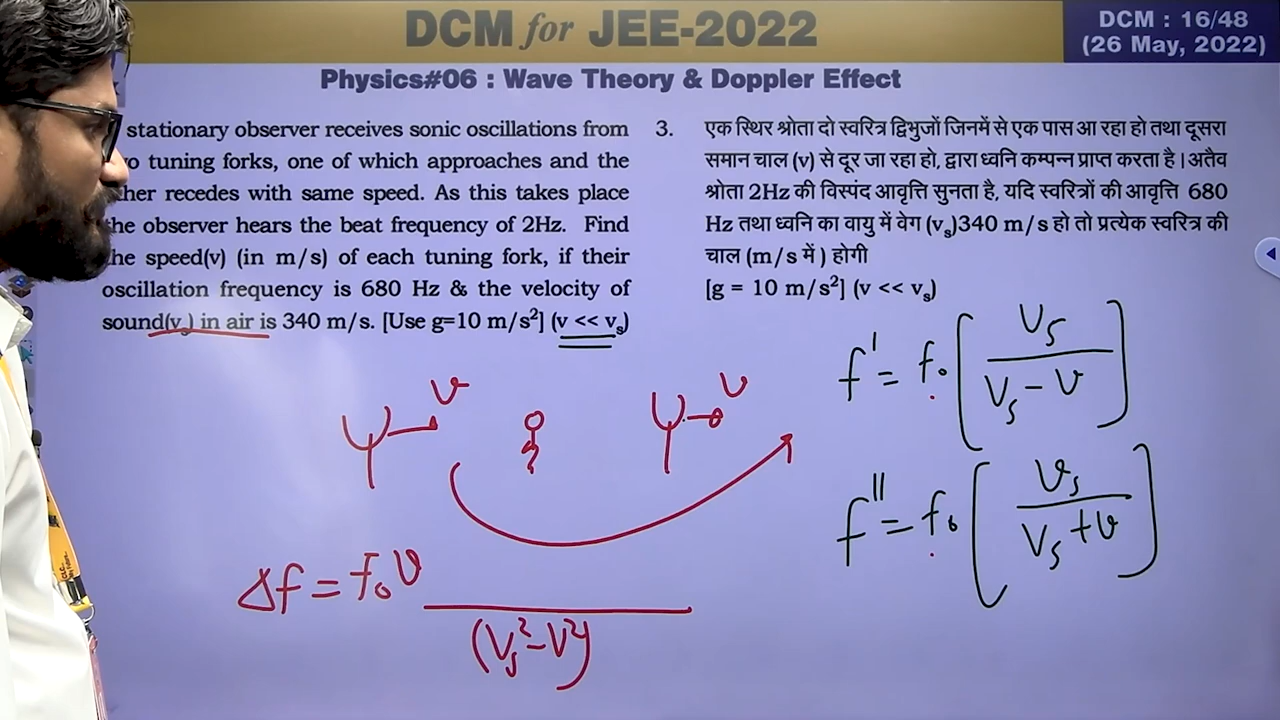 DCM for JEE-2022
DCM : 16/48
(26 May, 2022)
Physics#06 : Wave Theory & Doppler Effect
stationary observer receives sonic oscillations from
tuning forks, one of which approaches and the
recedes with same speed. As this takes place
observer hears the beat frequency of 2Hz. Find
speed(v) (in m/s) of each tuning fork, if their
oscillation frequency is 680 Hz & the velocity of
sound(vₛ) in air is 340 m/s. [Use g=10 m/s²] (v << vₛ)
3. एक स्थिर श्रोता दो स्वरित्र द्विभुजों जिनमें से एक पास आ रहा हो तथा दूसरा
समान चाल (v) से दूर जा रहा हो, द्वारा ध्वनि कम्पन्न प्राप्त करता है। अतैव
श्रोता 2Hz की विस्पंद आवृत्ति सुनता है, यदि स्वरित्रों की आवृत्ति 680
Hz तथा ध्वनि का वायु में वेग (vₛ)340 m/s हो तो प्रत्येक स्वरित्र की
चाल (m/s में ) होगी
[g = 10 m/s²] (v << vₛ)
v v
f' = f₀ [vₛ / (vₛ - v)]
f'' = f₀ [vₛ / (vₛ + v)]
Δf = f₀ v
(vₛ² - v²)